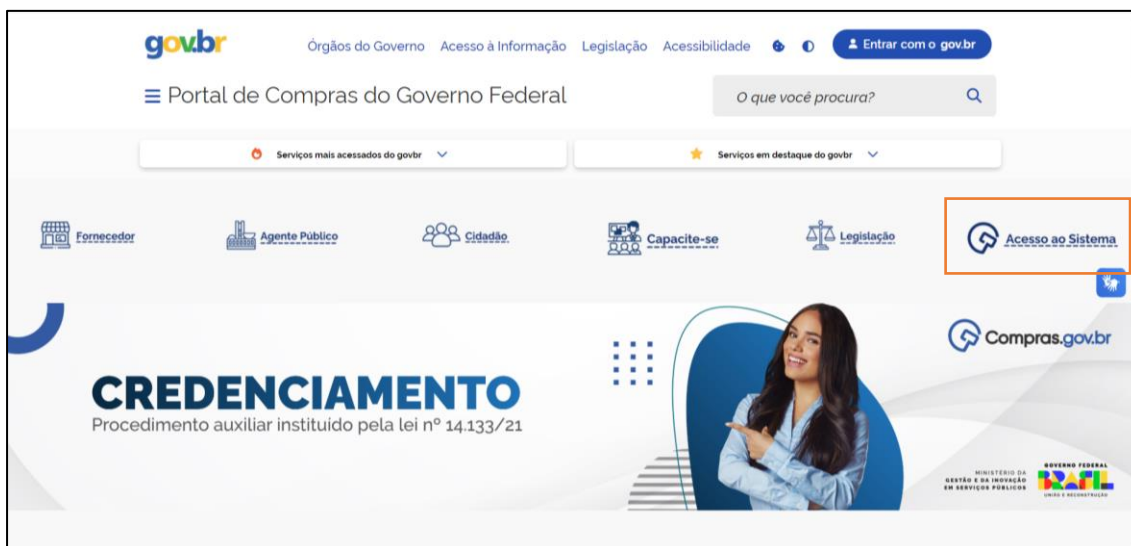 gov.br
Órgãos do Governo Acesso à Informação Legislação Acessibilidade Entrar com o gov.br
Portal de Compras do Governo Federal
O que você procura?
Serviços mais acessados do govbr
Serviços em destaque do govbr
Fornecedor
Agente Público
Cidadão
Capacite-se
Legislação
Acesso ao Sistema
Compras.gov.br
CREDENCIAMENTO
Procedimento auxiliar instituído pela lei nº 14.133/21
MINISTÉRIO DA
GESTÃO E DA INOVAÇÃO
EM SERVIÇOS PÚBLICOS
GOVERNO FEDERAL
BRASIL
UNIÃO E RECONSTRUÇÃO